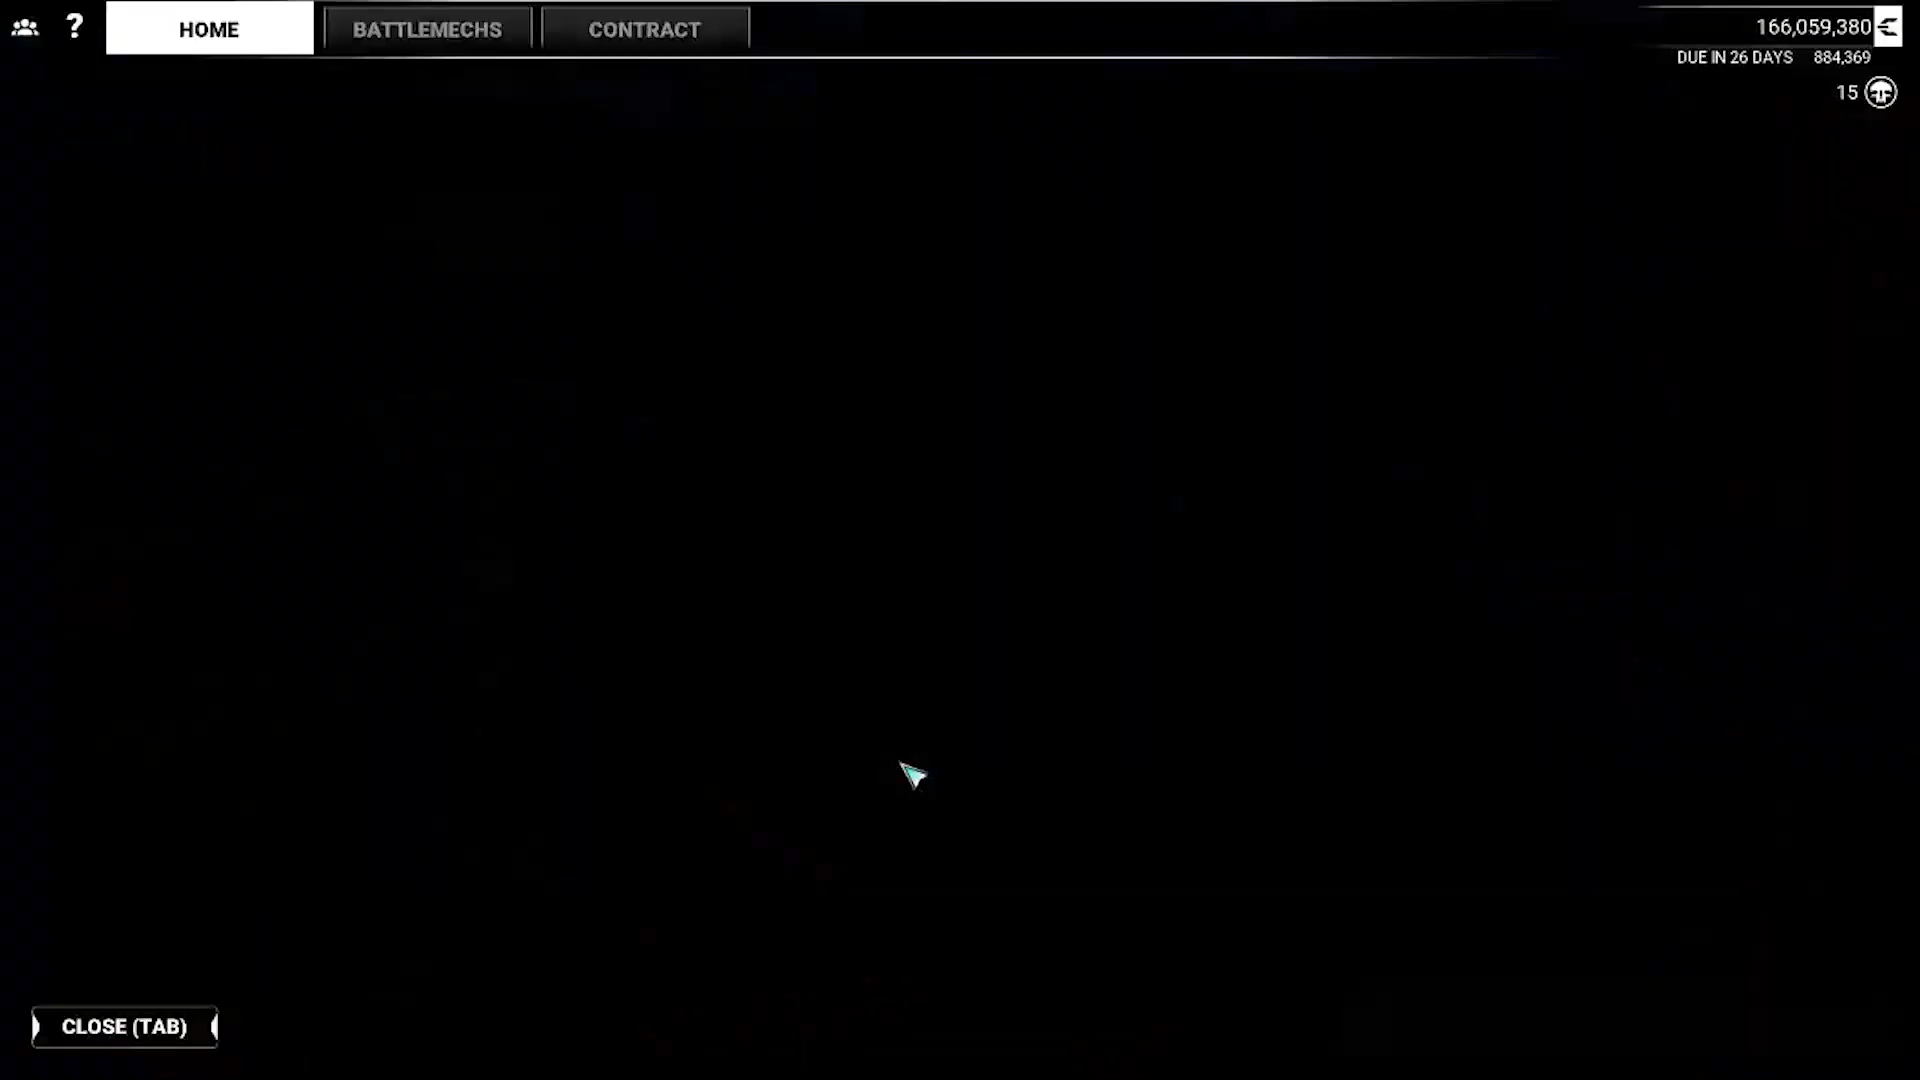 ?
HOME
BATTLEMECHS
CONTRACT
166,059,380
DUE IN 26 DAYS 884,369
15
CLOSE (TAB)